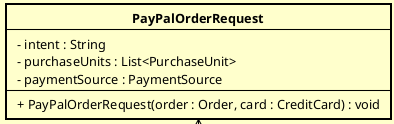 PayPalOrderRequest
- intent : String
- purchaseUnits : List<PurchaseUnit>
- paymentSource : PaymentSource
+ PayPalOrderRequest(order : Order, card : CreditCard) : void